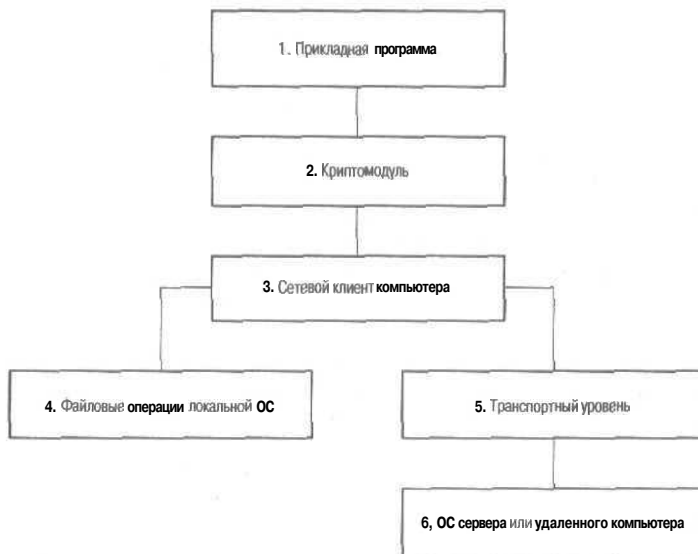 1. Прикладная программа
2. Криптомодуль
3. Сетевой клиент компьютера
4. Файловые операции локальной ОС
5. Транспортный уровень
6, ОС сервера или удаленного компьютера